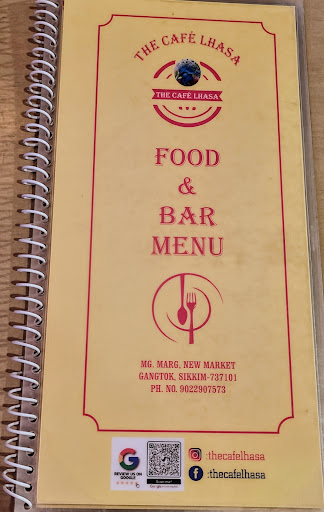 THE CAFÉ LHASA
THE CAFÉ LHASA
FOOD
&
BAR
MENU
MG. MARG, NEW MARKET
GANGTOK, SIKKIM-737101
PH. NO. 9022907573
REVIEW US ON
GOOGLE
:thecafelhasa
:thecafelhasa